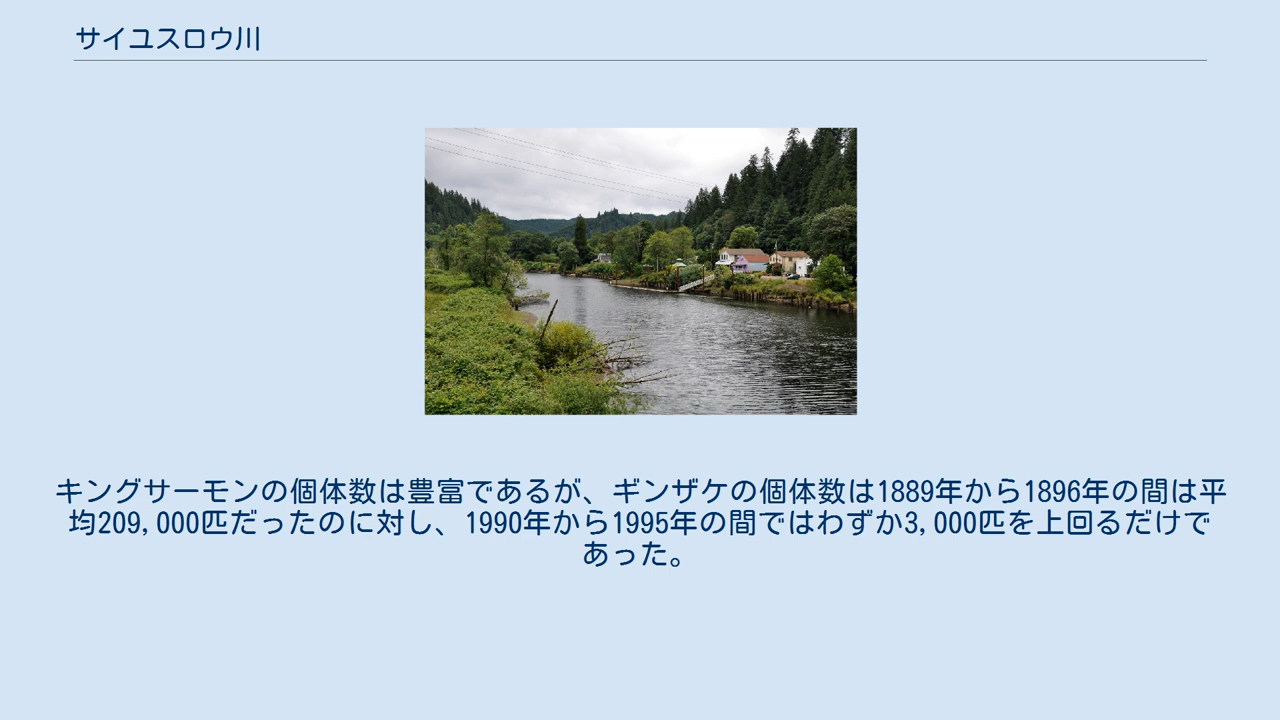 サイユスロウ川
キングサーモンの個体数は豊富であるが、ギンザケの個体数は1889年から1896年の間は平
均209,000匹だったのに対し、1990年から1995年の間ではわずか3,000匹を上回るだけで
あった。